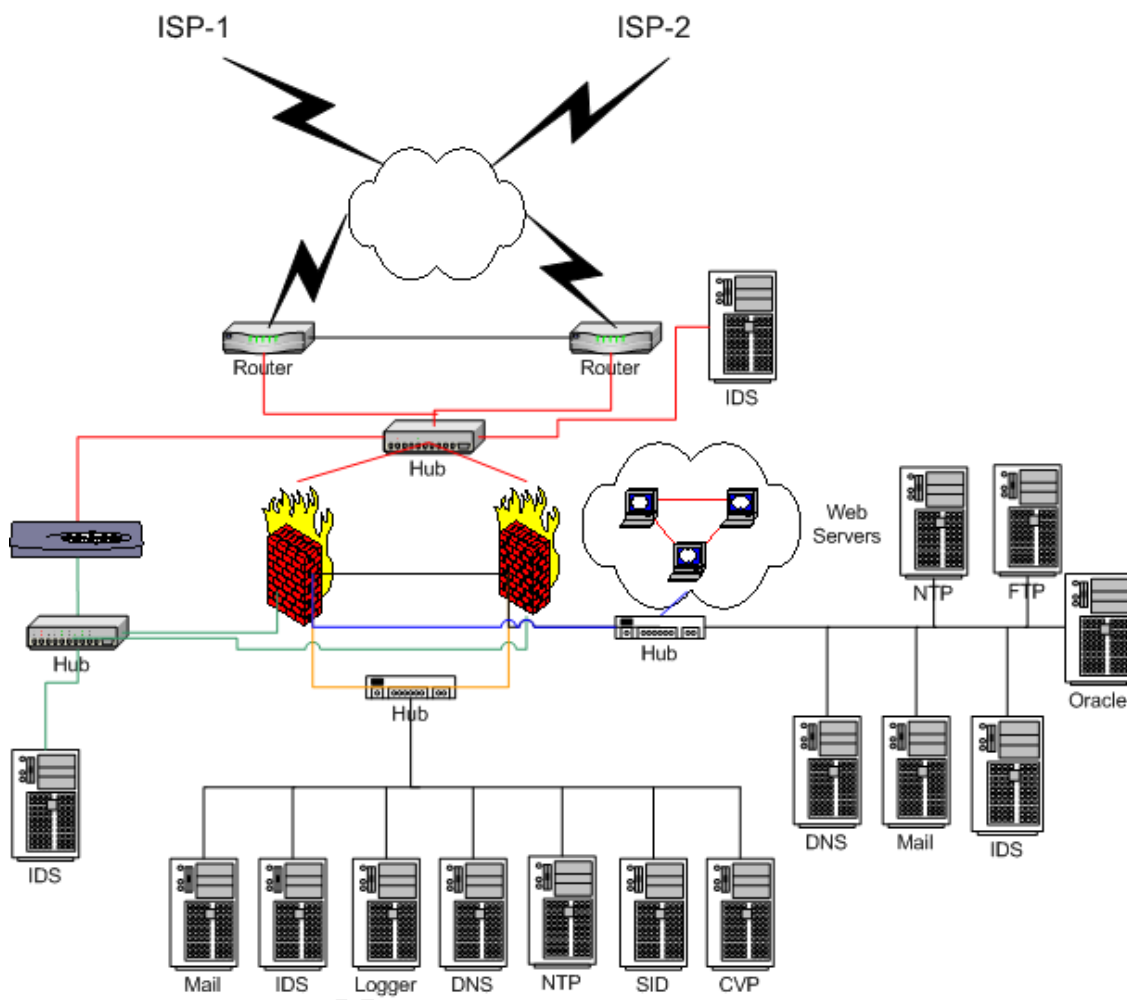 ISP-1
ISP-2
Router
Router
IDS
Hub
Web
Servers
NTP
FTP
Hub
Hub
Hub
Oracle
IDS
DNS
Mail
IDS
Mail
IDS
Logger
DNS
NTP
SID
CVP